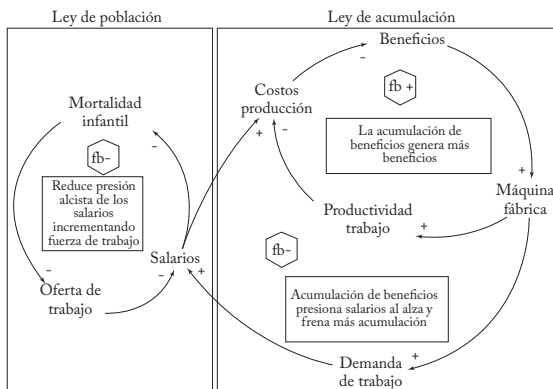 Ley de población
Ley de acumulación
Beneficios
-
Costos
producción
+
-
fb +
La acumulación de
beneficios genera más
beneficios
+
Máquina
fábrica
Productividad
trabajo
+
Mortalidad
infantil
-
fb-
Reduce presión
alcista de los
salarios
incrementando
fuerza de trabajo
Salarios
-
+
-
Oferta de
trabajo
fb-
Acumulación de beneficios
presiona salarios al alza y
frena más acumulación
Demanda
de trabajo
+